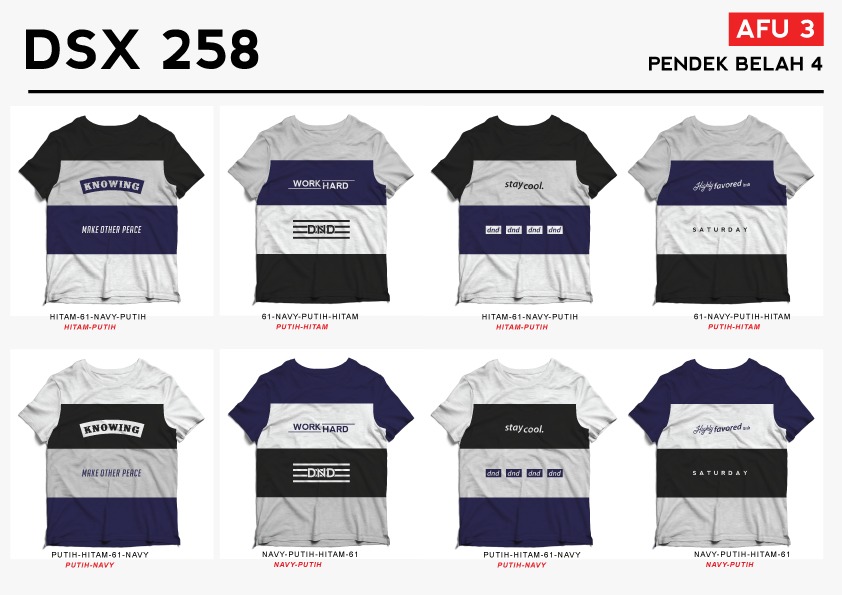 DSX 258
AFU 3
PENDEK BELAH 4
KNOWING
MAKE OTHER PEACE
HITAM-61-NAVY-PUTIH
HITAM-PUTIH
WORK HARD
DND
61-NAVY-PUTIH-HITAM
PUTIH-HITAM
stay cool.
dnd dnd dnd dnd
HITAM-61-NAVY-PUTIH
HITAM-PUTIH
Highly favored
SATURDAY
61-NAVY-PUTIH-HITAM
PUTIH-HITAM
KNOWING
MAKE OTHER PEACE
PUTIH-HITAM-61-NAVY
PUTIH-NAVY
WORK HARD
DND
NAVY-PUTIH-HITAM-61
NAVY-PUTIH
stay cool.
dnd dnd dnd dnd
PUTIH-HITAM-61-NAVY
PUTIH-NAVY
Highly favored
SATURDAY
NAVY-PUTIH-HITAM-61
NAVY-PUTIH